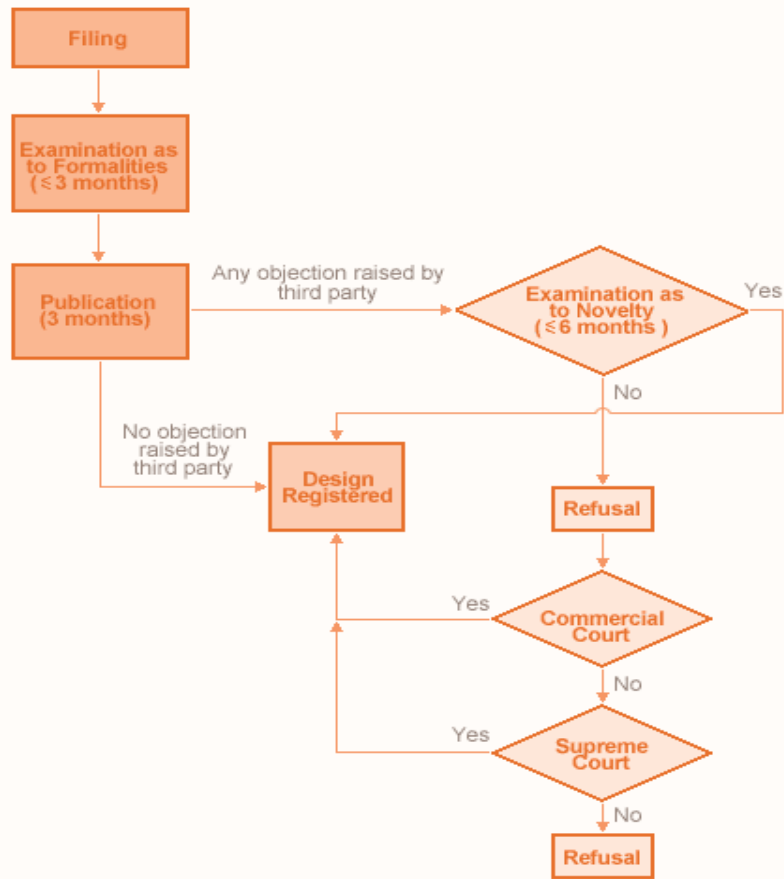 Filing
Examination as
to Formalities
(≤3 months)
Publication
(3 months)
Any objection raised by
third party
Examination as
to Novelty
(≤6 months )
Yes
No
No objection
raised by
third party
Design
Registered
Refusal
Yes
Commercial
Court
No
Yes
Supreme
Court
No
Refusal